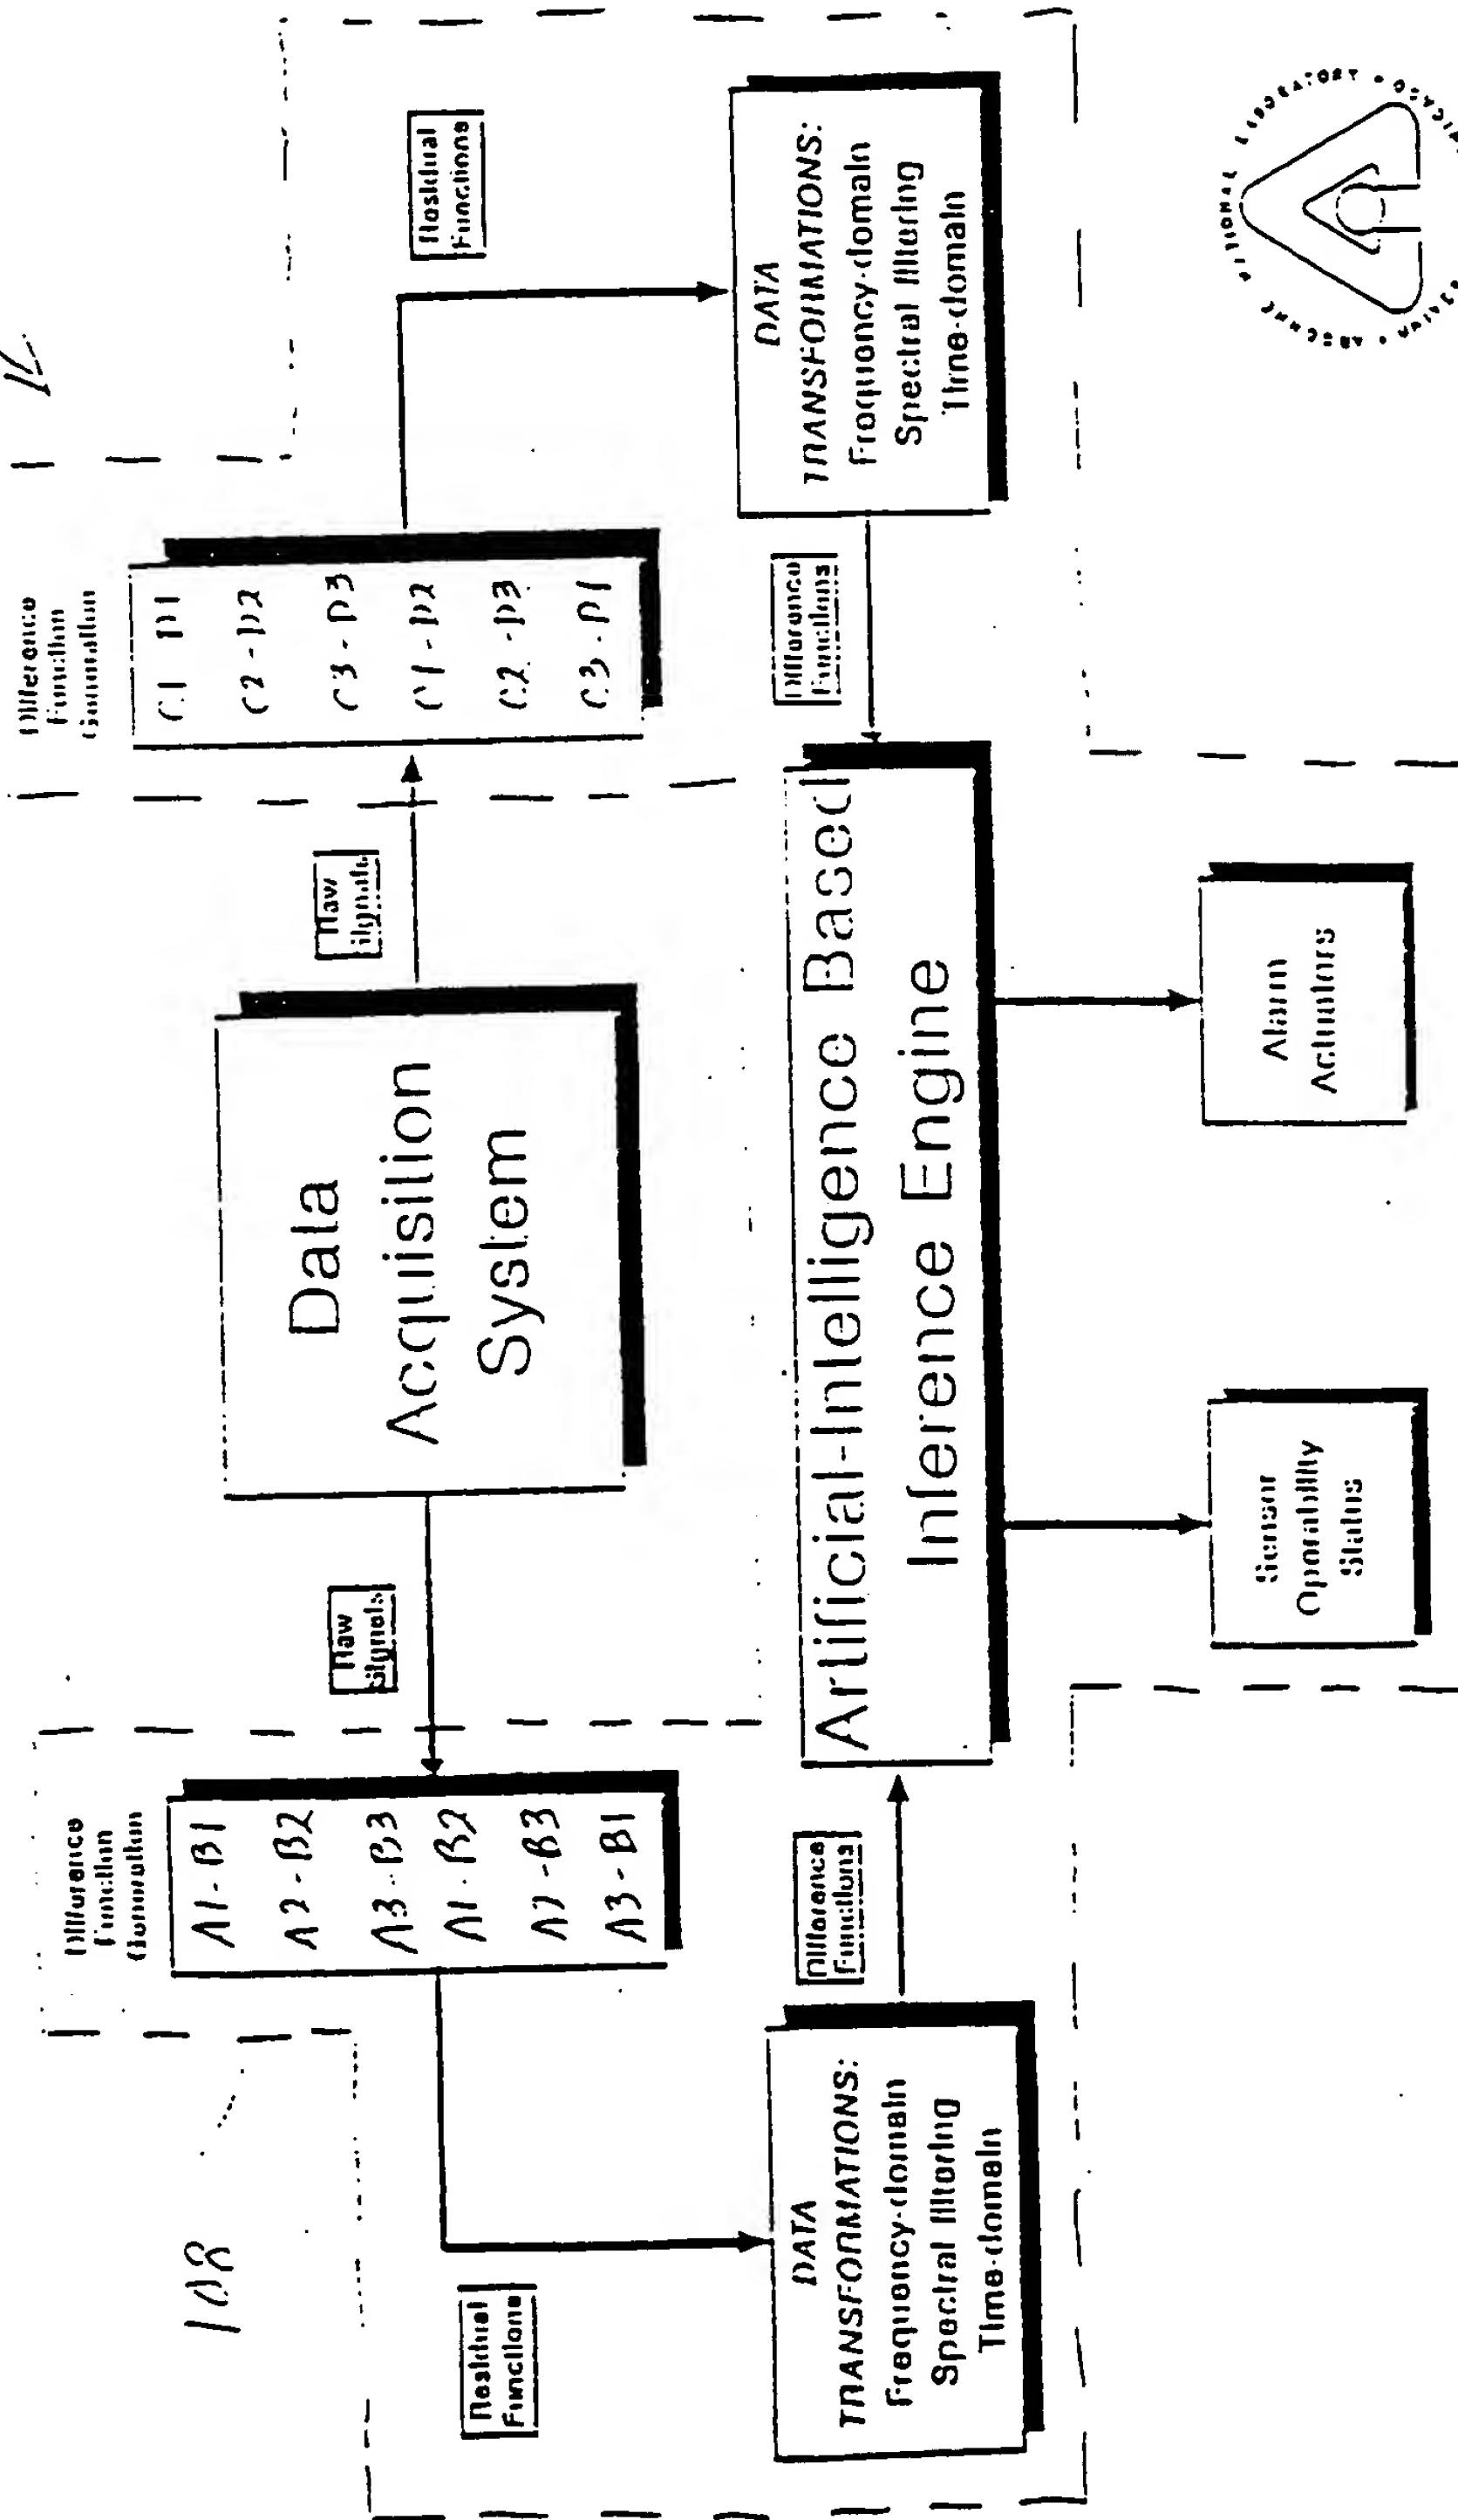 108
Difference
Function
Generation
A1-B1
A2-B2
A3-B3
A1-B2
A2-B3
A3-B1
Raw
Signals
Data
Acquisition
System
Raw
Signals
Difference
Function
Generation
C1 D1
C2-D2
C3-D3
C1-D2
C2-D3
C3-D1
Residual
Functions
DATA
TRANSFORMATIONS:
Frequency-domain
Spectral filtering
Time-domain
Difference
Functions
Artificial-Intelligence Based
Inference Engine
Difference
Functions
Residual
Functions
DATA
TRANSFORMATIONS:
Frequency-domain
Spectral filtering
Time-domain
Sensor
Operability
Status
Alarm
Actuators
ARGONNE NATIONAL LABORATORY